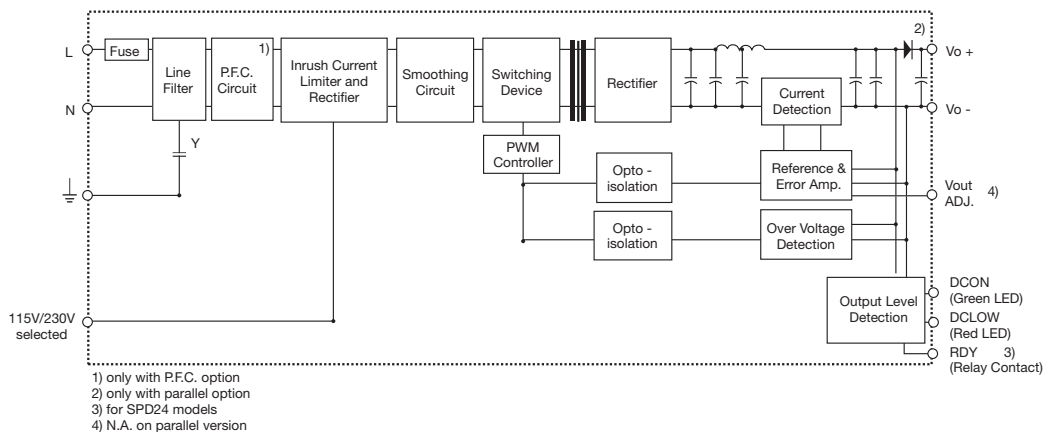 2)
L
Fuse
Line
Filter
P.F.C.
Circuit
1)
Inrush Current
Limiter and
Rectifier
Smoothing
Circuit
Switching
Device
Rectifier
Current
Detection
Vo +
N
Vo -
Y
PWM
Controller
Opto -
isolation
Reference &
Error Amp.
Vout
ADJ.
4)
Opto -
isolation
Over Voltage
Detection
115V/230V
selected
Output Level
Detection
DCON
(Green LED)
DCLOW
(Red LED)
RDY 3)
(Relay Contact)
1) only with P.F.C. option
2) only with parallel option
3) for SPD24 models
4) N.A. on parallel version